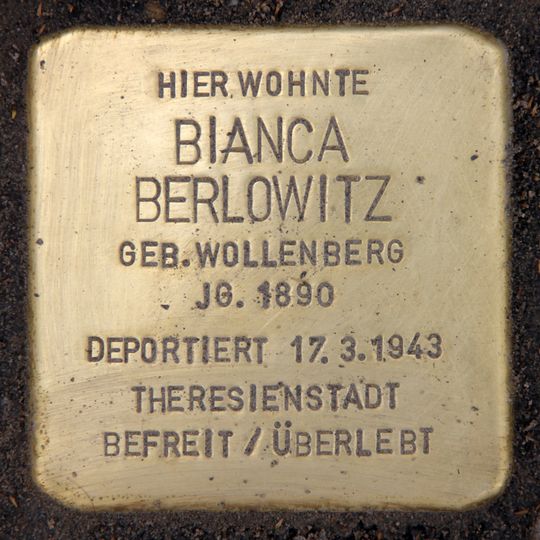 HIER WOHNTE
BIANCA
BERLOWITZ
GEB. WOLLENBERG
JG. 1890
DEPORTIERT 17.3.1943
THERESIENSTADT
BEFREIT / ÜBERLEBT